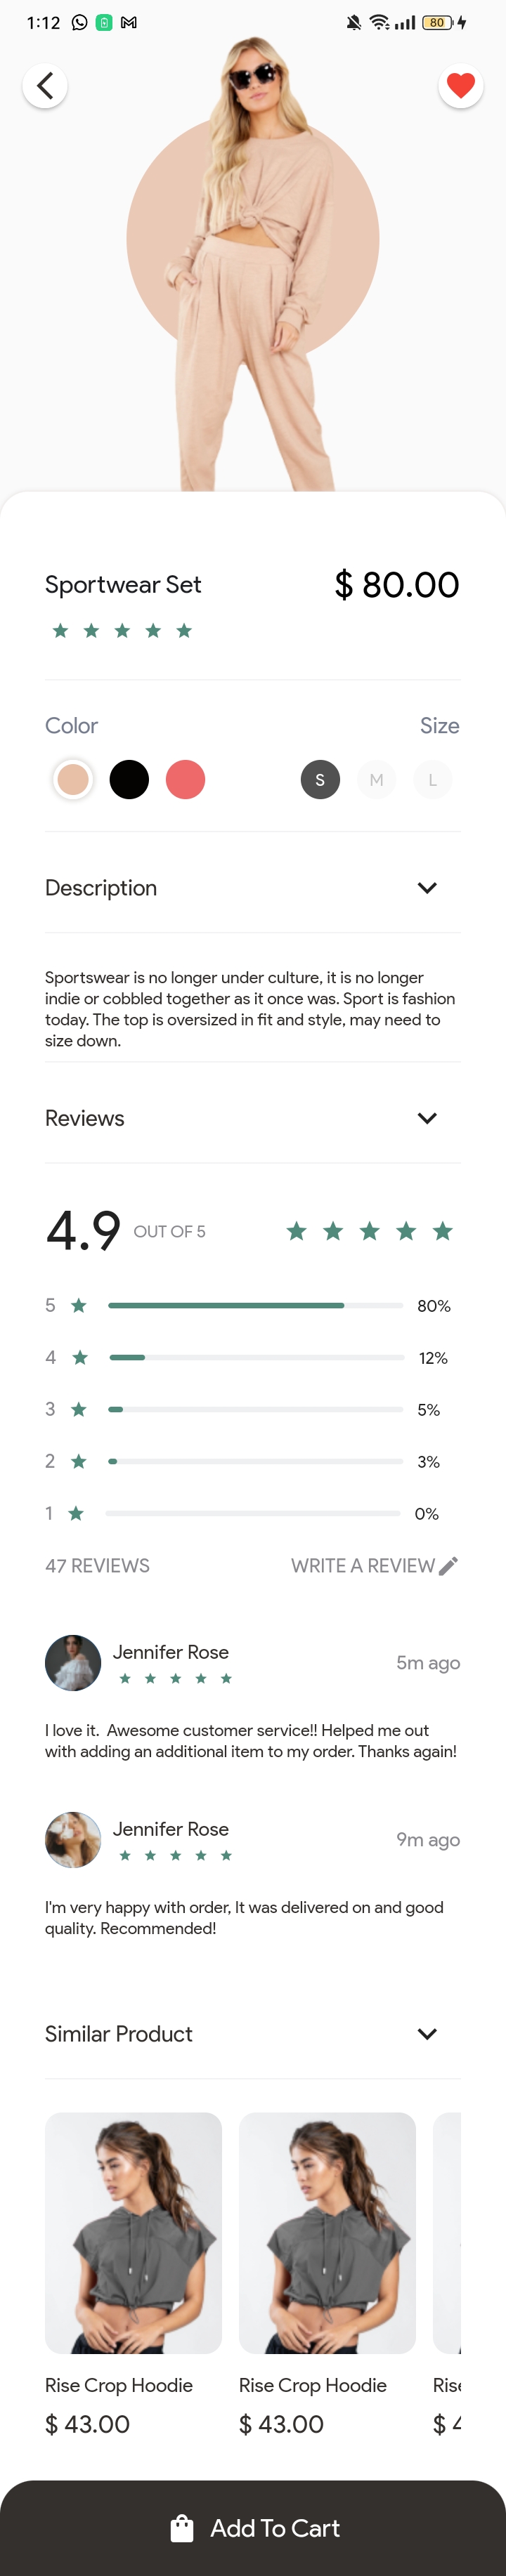 1:12
80
Sportwear Set
$ 80.00
Color
Size
S
M
L
Description
Sportswear is no longer under culture, it is no longer
indie or cobbled together as it once was. Sport is fashion
today. The top is oversized in fit and style, may need to
size down.
Reviews
4.9 OUT OF 5
5 80%
4 12%
3 5%
2 3%
1 0%
47 REVIEWS
WRITE A REVIEW
Jennifer Rose
5m ago
I love it.  Awesome customer service!! Helped me out
with adding an additional item to my order. Thanks again!
Jennifer Rose
9m ago
I'm very happy with order, It was delivered on and good
quality. Recommended!
Similar Product
Rise Crop Hoodie
$ 43.00
Rise Crop Hoodie
$ 43.00
Rise
$ 4
Add To Cart